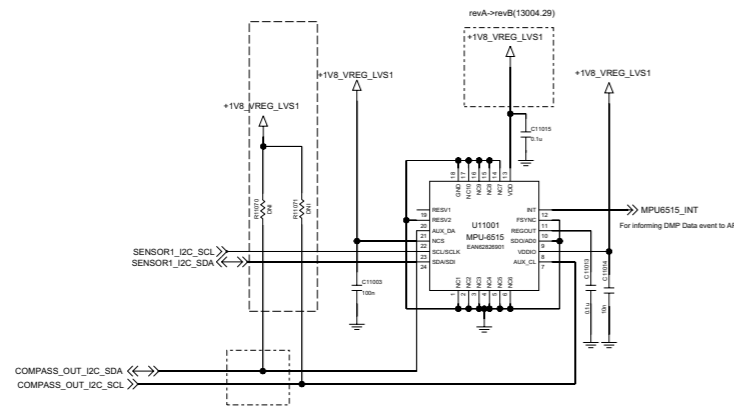 revA->revB(13004.29)
+1V8_VREG_LVS1
+1V8_VREG_LVS1
+1V8_VREG_LVS1
+1V8_VREG_LVS1
C11015
0.1u
18
17
16
15
14
13
GND
NC10
NC9
NC8
NC7
VDD
R11070
DNI
R11071
DNI
RESV1
19
RESV2
20
AUX_DA
21
NCS
22
SCL/SCLK
23
SDA/SDI
24
U11001
MPU-6515
EAN62826901
INT
12
FSYNC
11
REGOUT
10
SDO/AD0
9
VDDIO
8
AUX_CL
7
MPU6515_INT
For informing DMP Data event to AP
SENSOR1_I2C_SCL
SENSOR1_I2C_SDA
C11003
100n
NC1
NC2
NC3
NC4
NC5
NC6
1
2
3
4
5
6
C11013
0.1u
C11014
10n
COMPASS_OUT_I2C_SDA
COMPASS_OUT_I2C_SCL